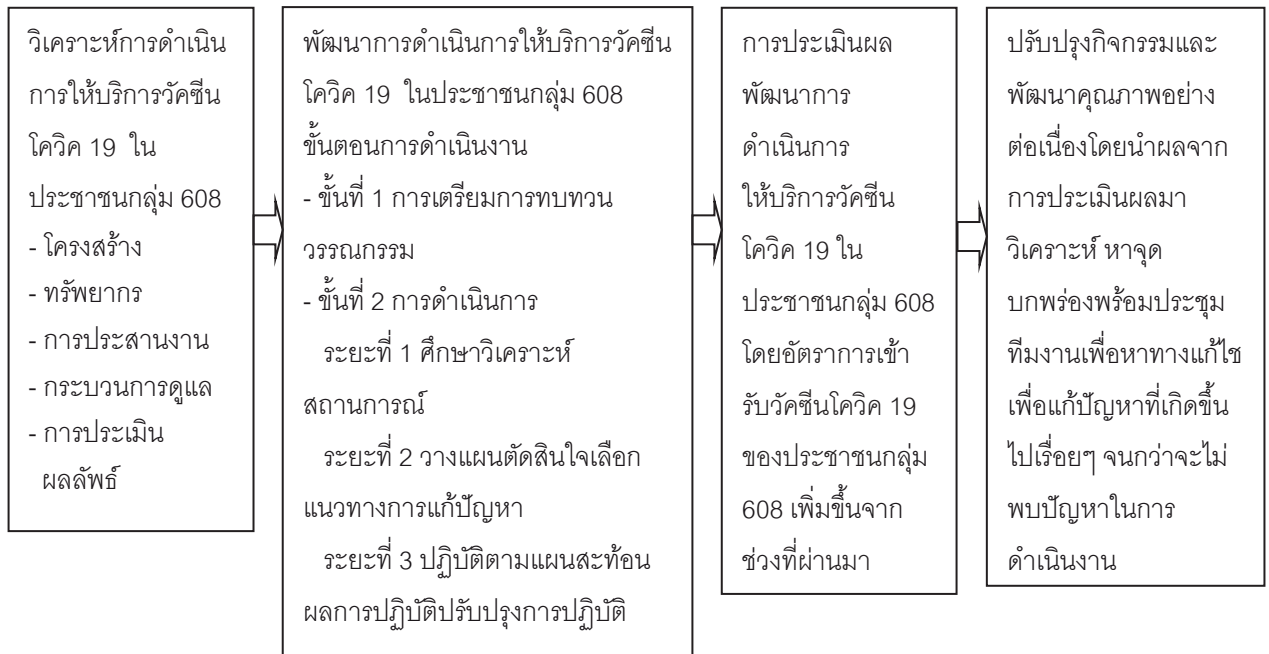 วิเคราะห์การดำเนิน
การให้บริการวัคซีน
โควิค 19 ใน
ประชาชนกลุ่ม 608
- โครงสร้าง
- ทรัพยากร
- การประสานงาน
- กระบวนการดูแล
- การประเมิน
ผลลัพธ์
พัฒนาการดำเนินการให้บริการวัคซีน
โควิค 19 ในประชาชนกลุ่ม 608
ขั้นตอนการดำเนินงาน
- ขั้นที่ 1 การเตรียมการทบทวน
วรรณกรรม
- ขั้นที่ 2 การดำเนินการ
ระยะที่ 1 ศึกษาวิเคราะห์
สถานการณ์
ระยะที่ 2 วางแผนตัดสินใจเลือก
แนวทางการแก้ปัญหา
ระยะที่ 3 ปฏิบัติตามแผนสะท้อน
ผลการปฏิบัติปรับปรุงการปฏิบัติ
การประเมินผล
พัฒนาการ
ดำเนินการ
ให้บริการวัคซีน
โควิค 19 ใน
ประชาชนกลุ่ม 608
โดยอัตราการเข้า
รับวัคซีนโควิค 19
ของประชาชนกลุ่ม
608 เพิ่มขึ้นจาก
ช่วงที่ผ่านมา
ปรับปรุงกิจกรรมและ
พัฒนาคุณภาพอย่าง
ต่อเนื่องโดยนำผลจาก
การประเมินผลมา
วิเคราะห์ หาจุด
บกพร่องพร้อมประชุม
ทีมงานเพื่อหาทางแก้ไช
เพื่อแก้ปัญหาที่เกิดขึ้น
ไปเรื่อยๆ จนกว่าจะไม่
พบปัญหาในการ
ดำเนินงาน